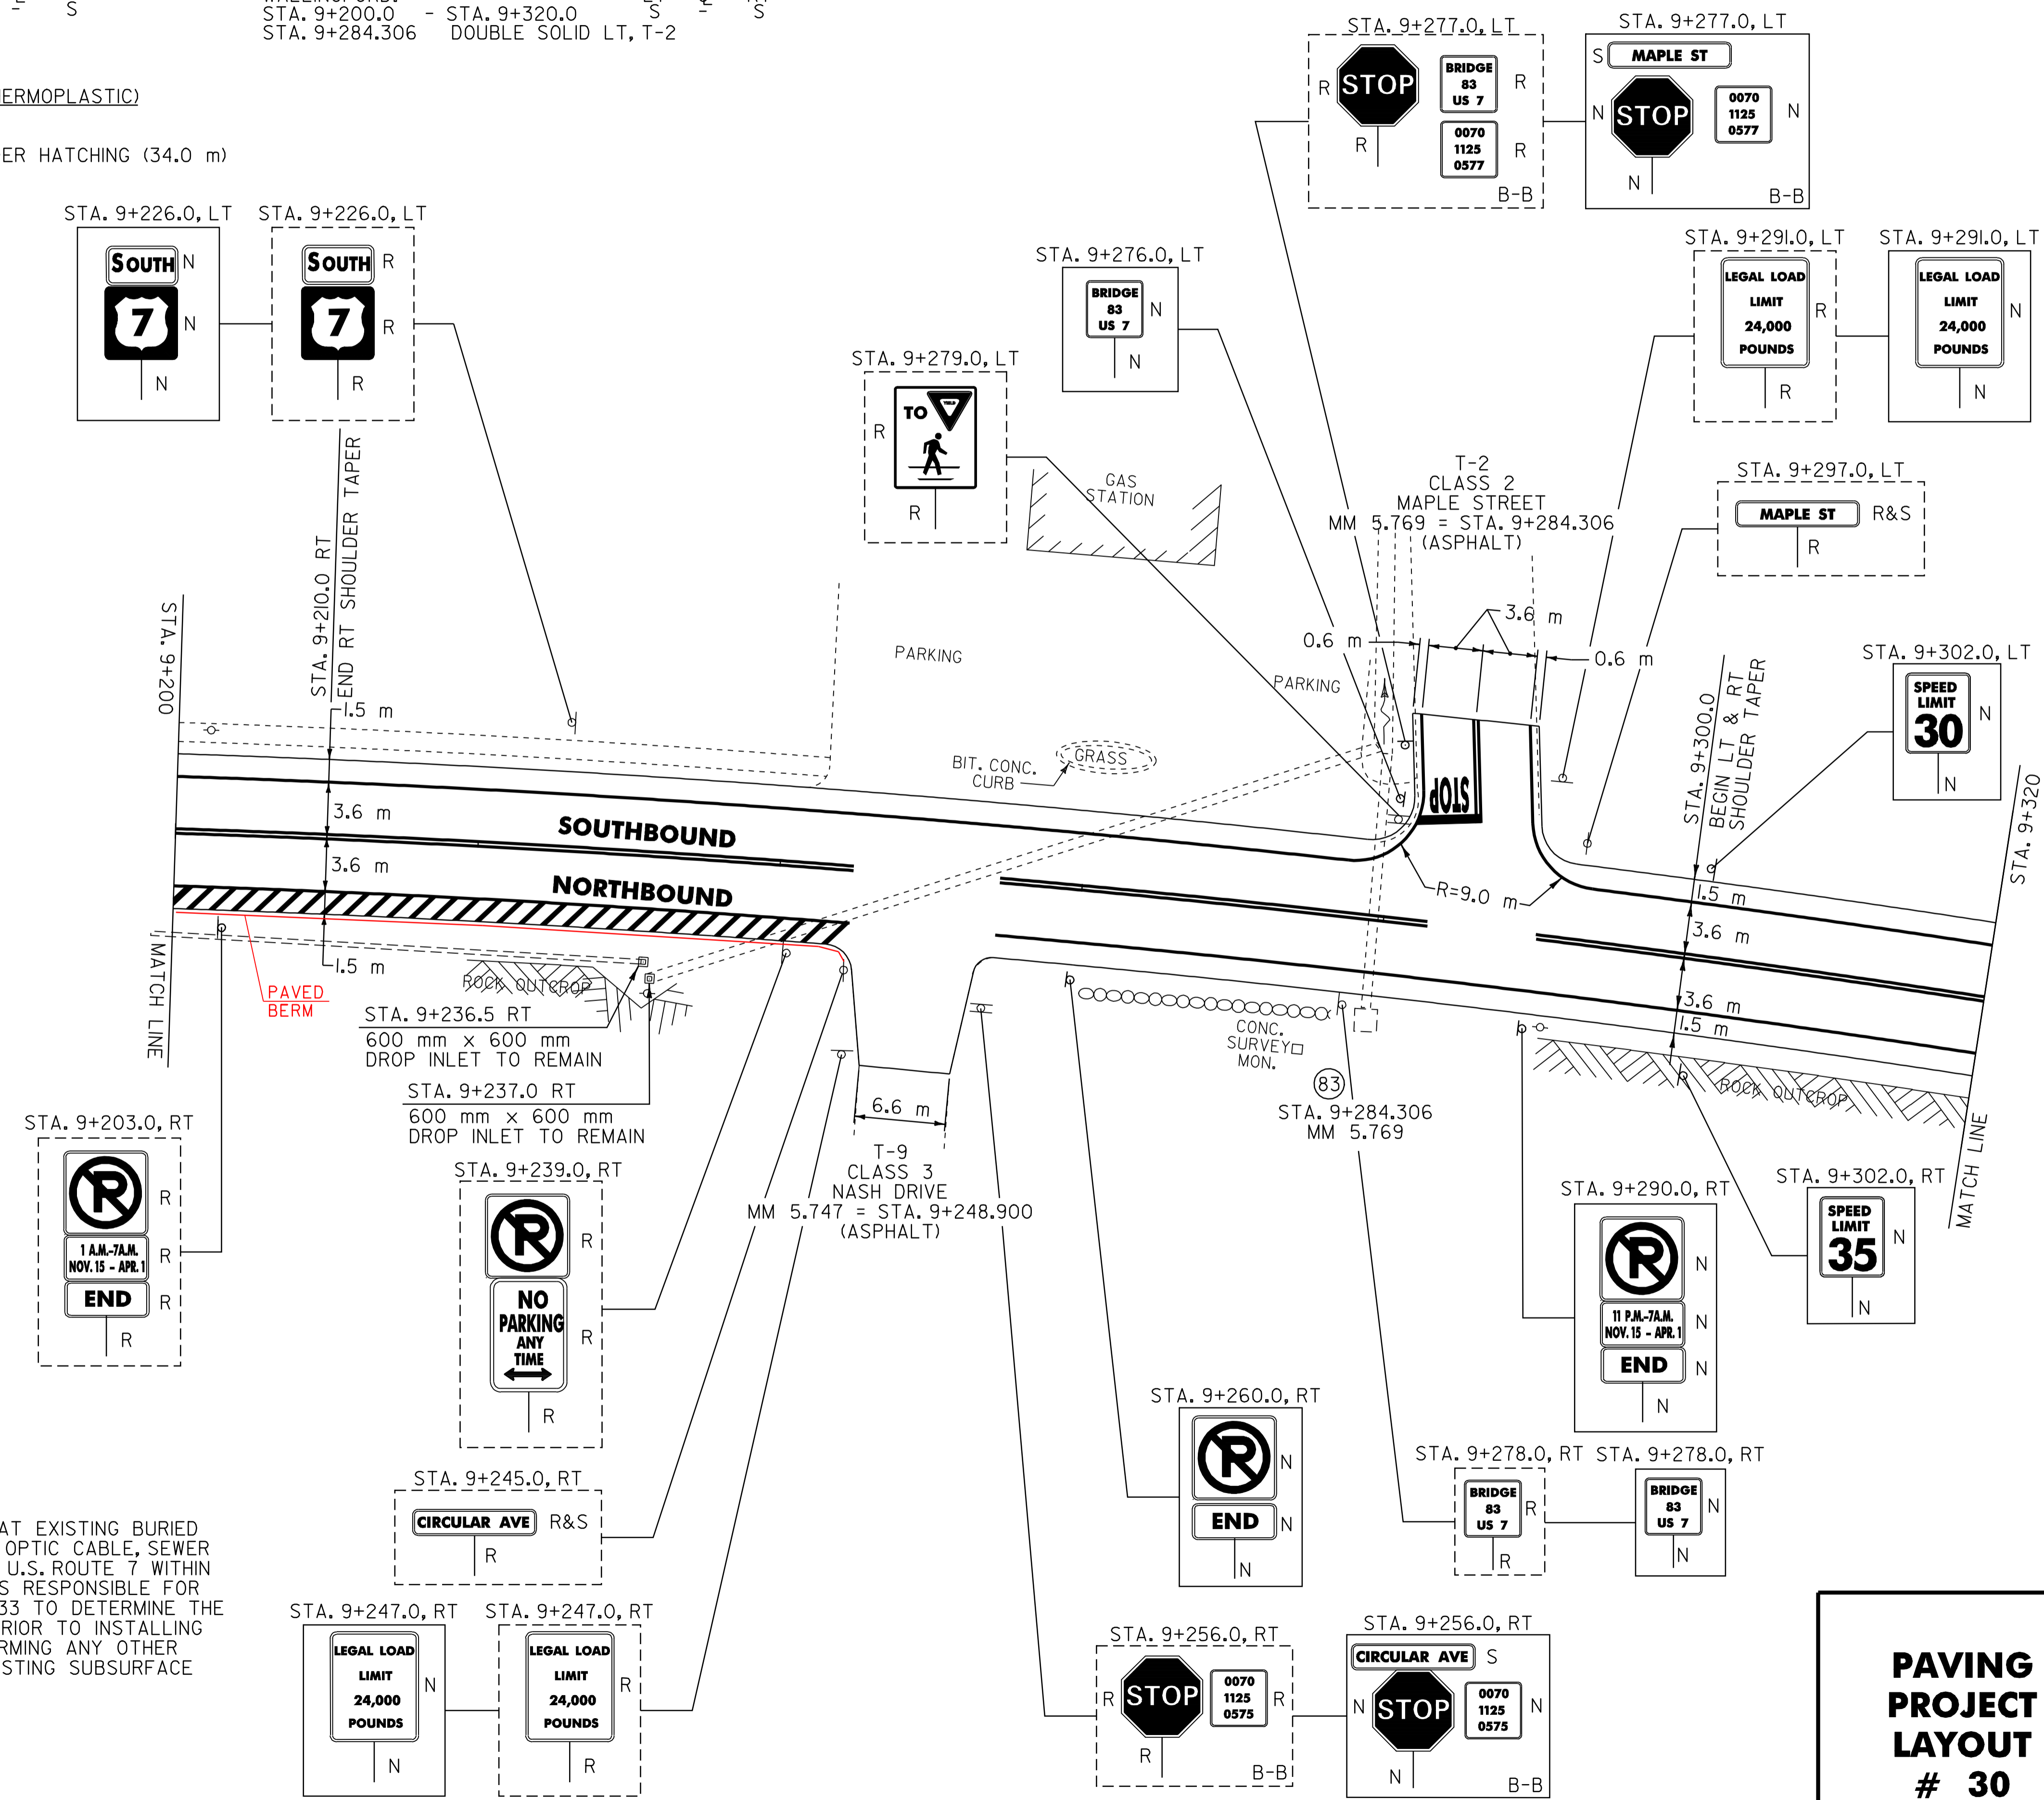 WALLINGFORD:
STA. 9+200.0 - STA. 9+320.0 S - S
STA. 9+284.306 DOUBLE SOLID LT, T-2
- S
ERMOPLASTIC)
ER HATCHING (34.0 m)
STA. 9+277.0, LT
R STOP
R
BRIDGE
83
US 7
R
0070
1125
0577
R
B-B
STA. 9+277.0, LT
S MAPLE ST
N STOP
N
0070
1125
0577
N
B-B
STA. 9+226.0, LT
SOUTH N
7 N
N
STA. 9+226.0, LT
SOUTH R
7 R
R
STA. 9+276.0, LT
BRIDGE
83
US 7
N
N
STA. 9+279.0, LT
TO YIELD
R
R
STA. 9+291.0, LT
LEGAL LOAD
LIMIT
24,000
POUNDS
R
R
STA. 9+291.0, LT
LEGAL LOAD
LIMIT
24,000
POUNDS
N
N
STA. 9+297.0, LT
MAPLE ST R&S
R
STA. 9+302.0, LT
SPEED
LIMIT
30
N
N
GAS
STATION
T-2
CLASS 2
MAPLE STREET
MM 5.769 = STA. 9+284.306
(ASPHALT)
STA. 9+210.0 RT
END RT SHOULDER TAPER
STA. 9+200
MATCH LINE
PARKING
PARKING
0.6 m
3.6 m
0.6 m
STA. 9+300.0
BEGIN LT & RT
SHOULDER TAPER
STA. 9+320
MATCH LINE
1.5 m
3.6 m
3.6 m
1.5 m
SOUTHBOUND
NORTHBOUND
BIT. CONC.
CURB
GRASS
STOP
R=9.0 m
1.5 m
3.6 m
3.6 m
1.5 m
PAVED
BERM
ROCK OUTCROP
ROCK OUTCROP
STA. 9+236.5 RT
600 mm x 600 mm
DROP INLET TO REMAIN
STA. 9+237.0 RT
600 mm x 600 mm
DROP INLET TO REMAIN
6.6 m
T-9
CLASS 3
NASH DRIVE
MM 5.747 = STA. 9+248.900
(ASPHALT)
CONC.
SURVEY
MON.
83
STA. 9+284.306
MM 5.769
STA. 9+203.0, RT
P R
1 A.M.-7A.M.
NOV. 15 - APR. 1
R
END R
R
STA. 9+239.0, RT
P R
NO
PARKING
ANY
TIME
R
R
STA. 9+290.0, RT
P N
11 P.M.-7A.M.
NOV. 15 - APR. 1
N
END N
N
STA. 9+302.0, RT
SPEED
LIMIT
35
N
N
STA. 9+260.0, RT
P N
END N
N
STA. 9+278.0, RT
BRIDGE
83
US 7
R
R
STA. 9+278.0, RT
BRIDGE
83
US 7
N
N
STA. 9+245.0, RT
CIRCULAR AVE R&S
R
AT EXISTING BURIED
OPTIC CABLE, SEWER
U.S. ROUTE 7 WITHIN
S RESPONSIBLE FOR
33 TO DETERMINE THE
RIOR TO INSTALLING
RMING ANY OTHER
STING SUBSURFACE
STA. 9+247.0, RT
LEGAL LOAD
LIMIT
24,000
POUNDS
N
N
STA. 9+247.0, RT
LEGAL LOAD
LIMIT
24,000
POUNDS
R
R
STA. 9+256.0, RT
R STOP
R
0070
1125
0575
R
B-B
STA. 9+256.0, RT
CIRCULAR AVE S
N STOP
N
0070
1125
0575
N
B-B
PAVING
PROJECT
LAYOUT
# 30